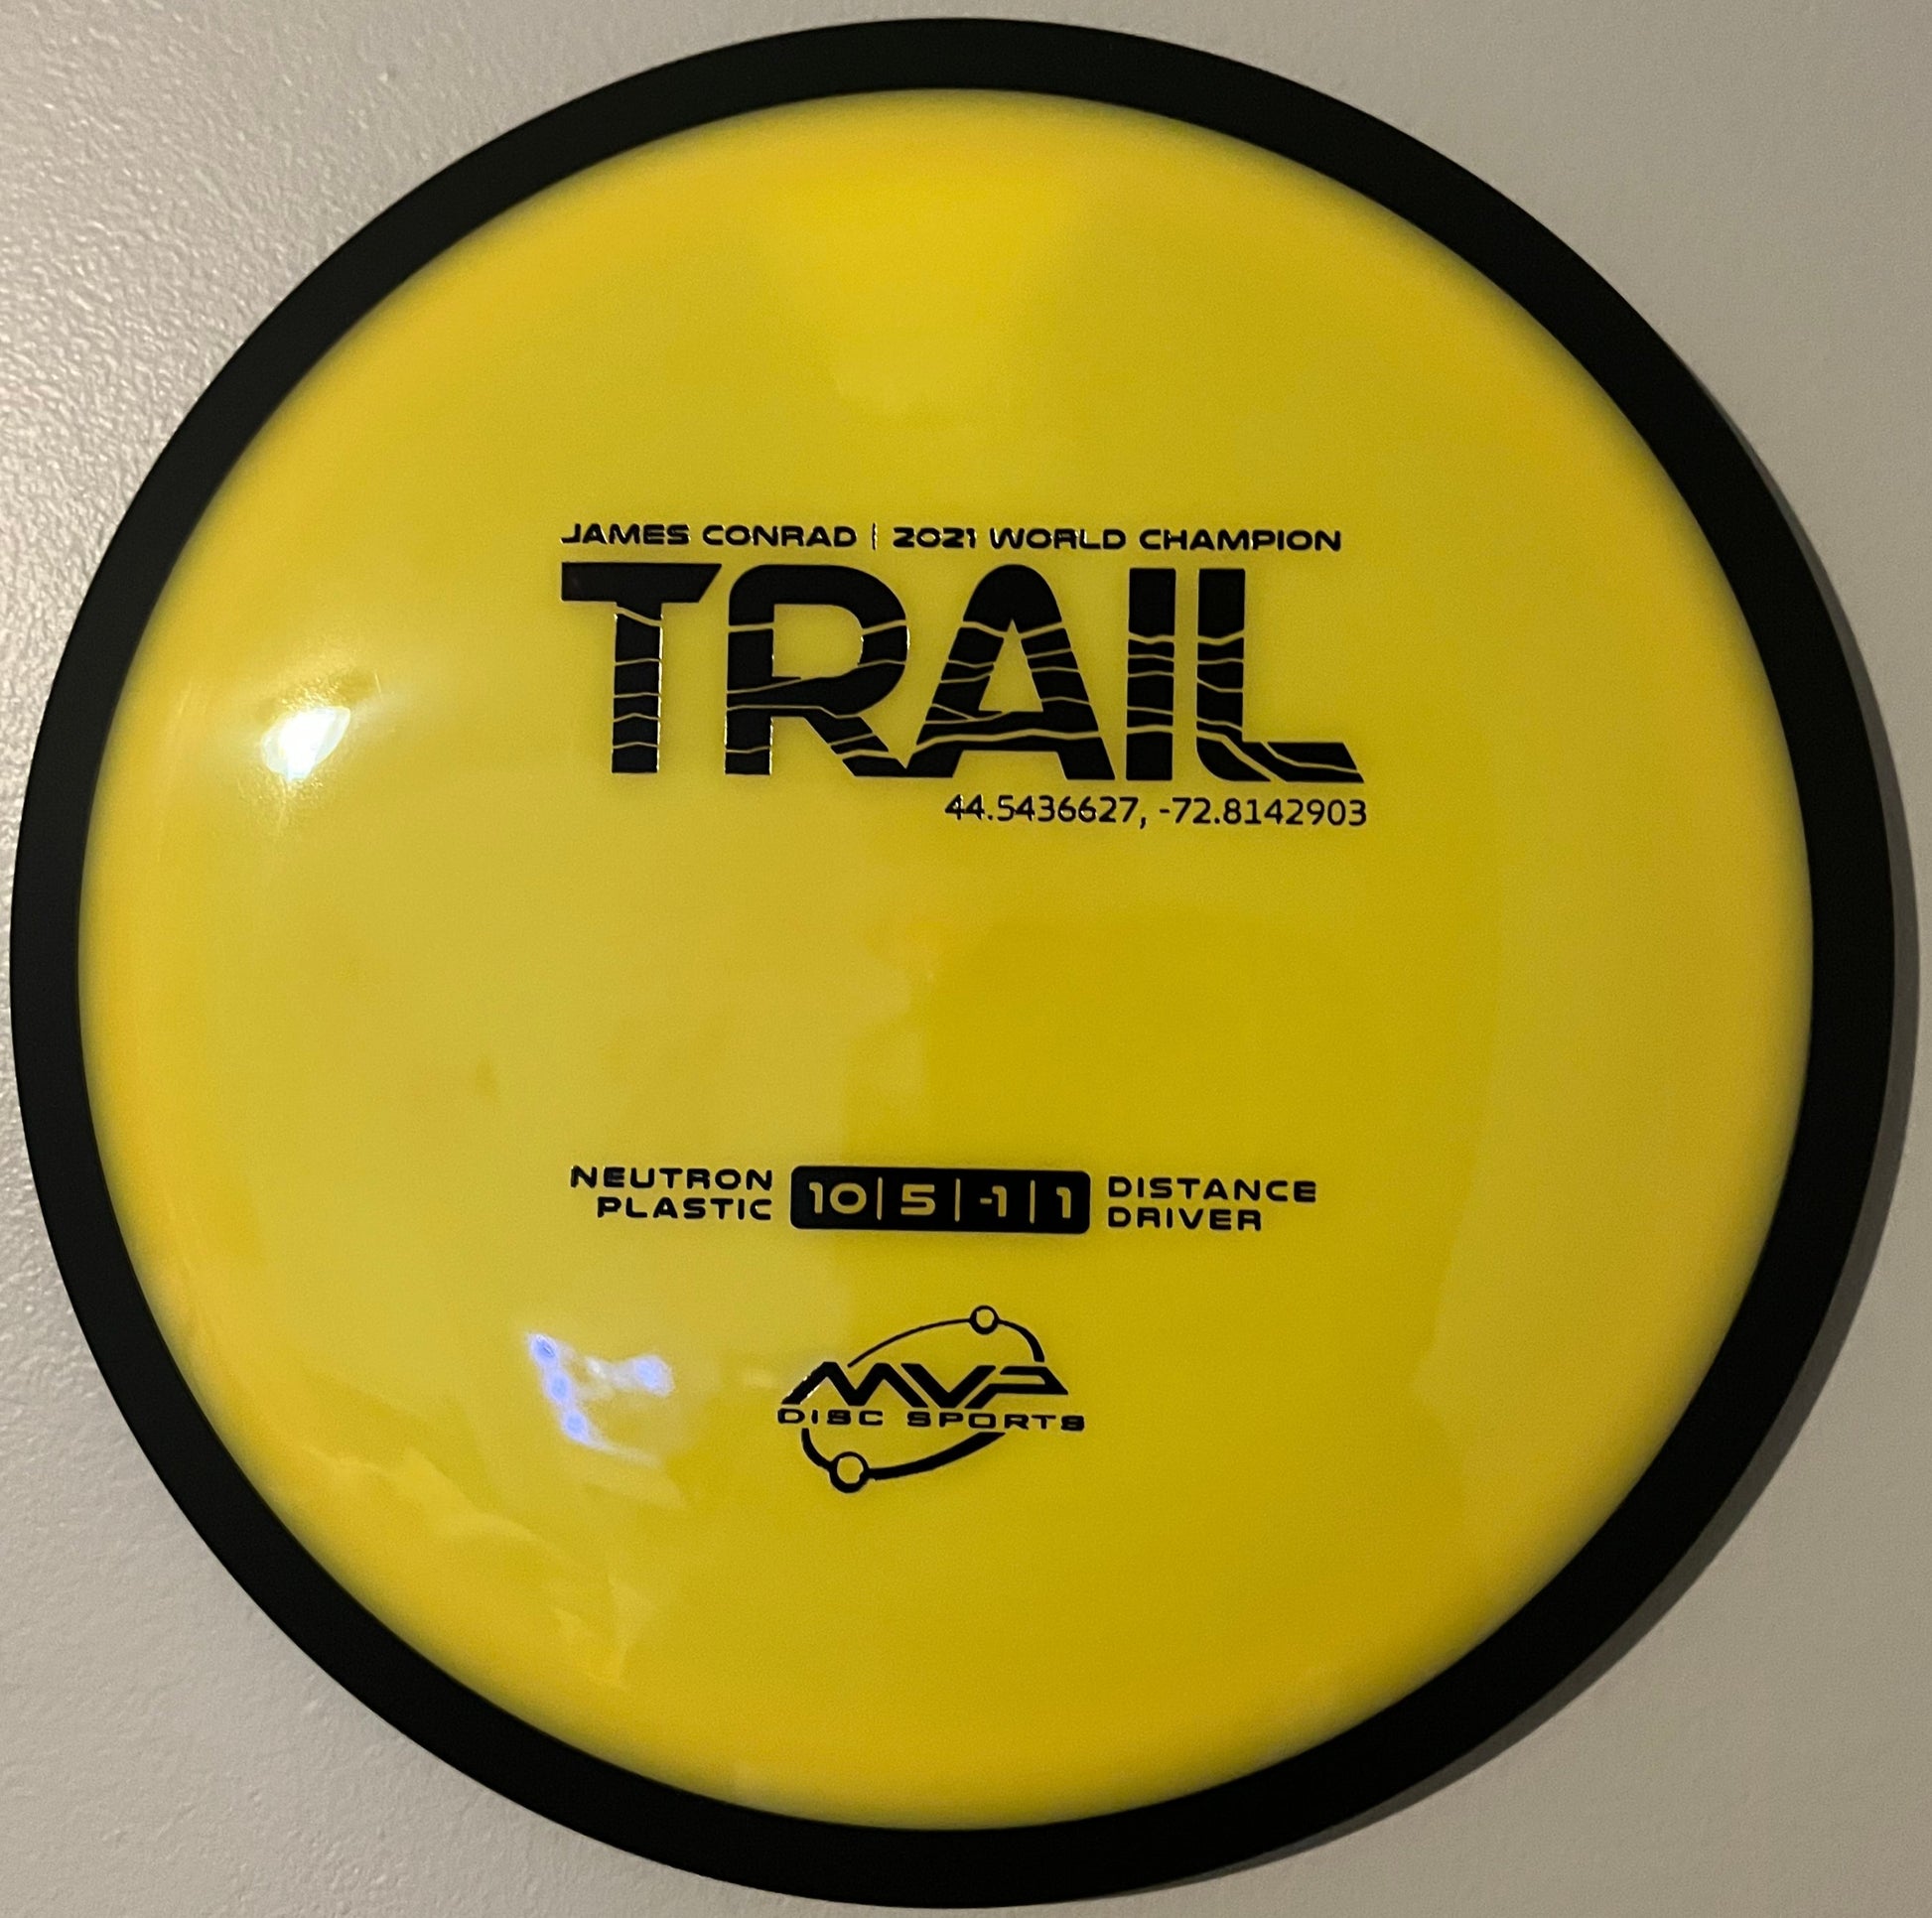 JAMES CONRAD | 2021 WORLD CHAMPION
TRAIL
44.5436627, -72.8142903
NEUTRON
PLASTIC
10 | 5 | -1 | 1
DISTANCE
DRIVER
MVP
DISC SPORTS